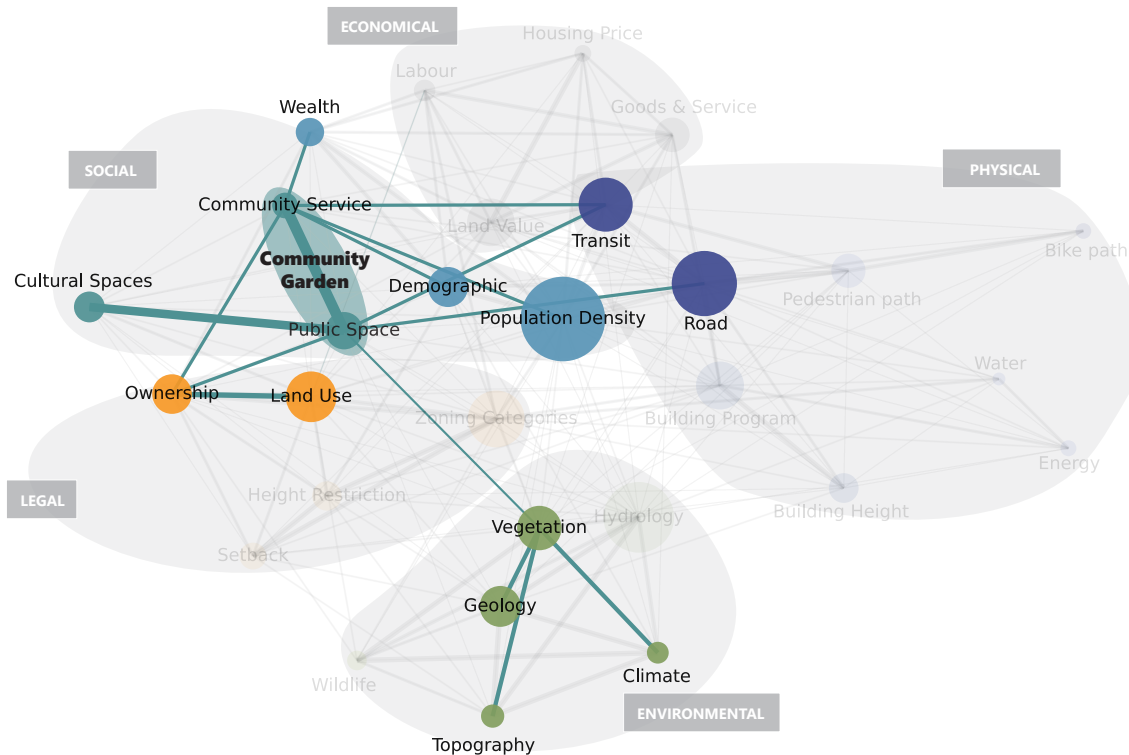 ECONOMICAL
Housing Price
Labour
Goods & Service
Wealth
SOCIAL
PHYSICAL
Community Service
Land Value
Transit
Bike path
Community
Garden
Cultural Spaces
Demographic
Pedestrian path
Population Density
Road
Public Space
Water
Ownership
Land Use
Zoning Categories
Building Program
Energy
LEGAL
Height Restriction
Building Height
Vegetation
Hydrology
Setback
Geology
Wildlife
Climate
ENVIRONMENTAL
Topography